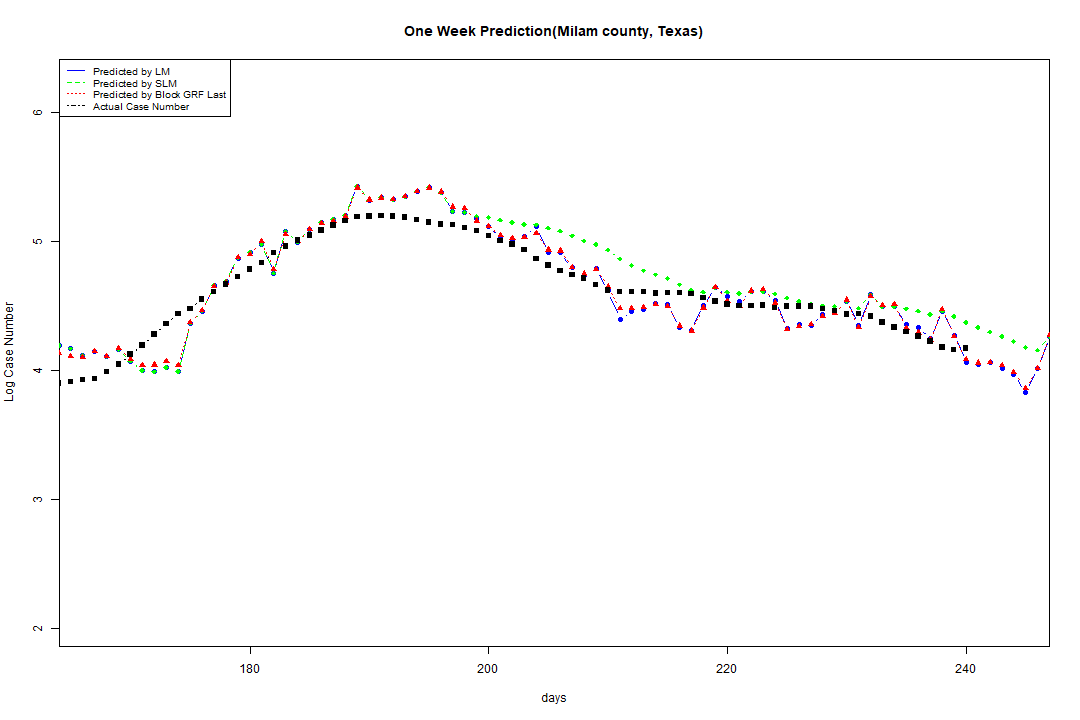 One Week Prediction(Milam county, Texas)
Predicted by LM
Predicted by SLM
Predicted by Block GRF Last
Actual Case Number
6
5
4
3
2
Log Case Number
180
200
220
240
days